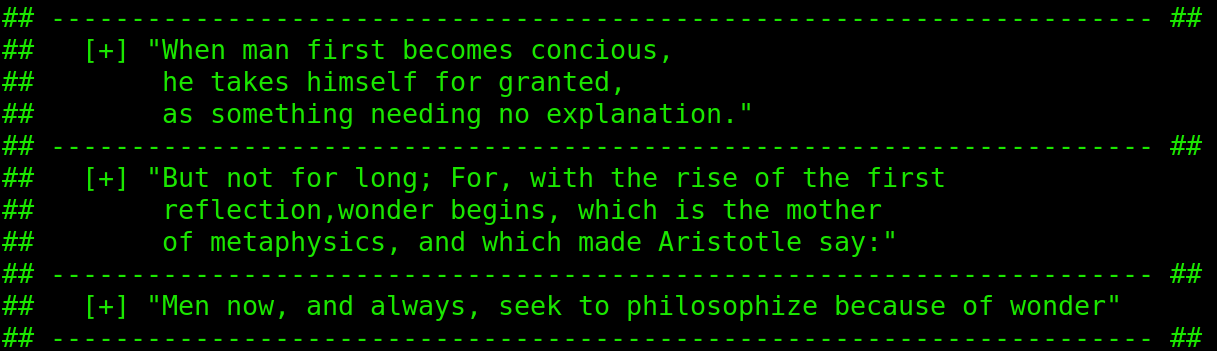 ## --------------------------------------------------------------------- ##
##   [+] "When man first becomes concious,
##        he takes himself for granted,
##        as something needing no explanation."
## --------------------------------------------------------------------- ##
##   [+] "But not for long; For, with the rise of the first
##        reflection,wonder begins, which is the mother
##        of metaphysics, and which made Aristotle say:"
## --------------------------------------------------------------------- ##
##   [+] "Men now, and always, seek to philosophize because of wonder"
## --------------------------------------------------------------------- ##